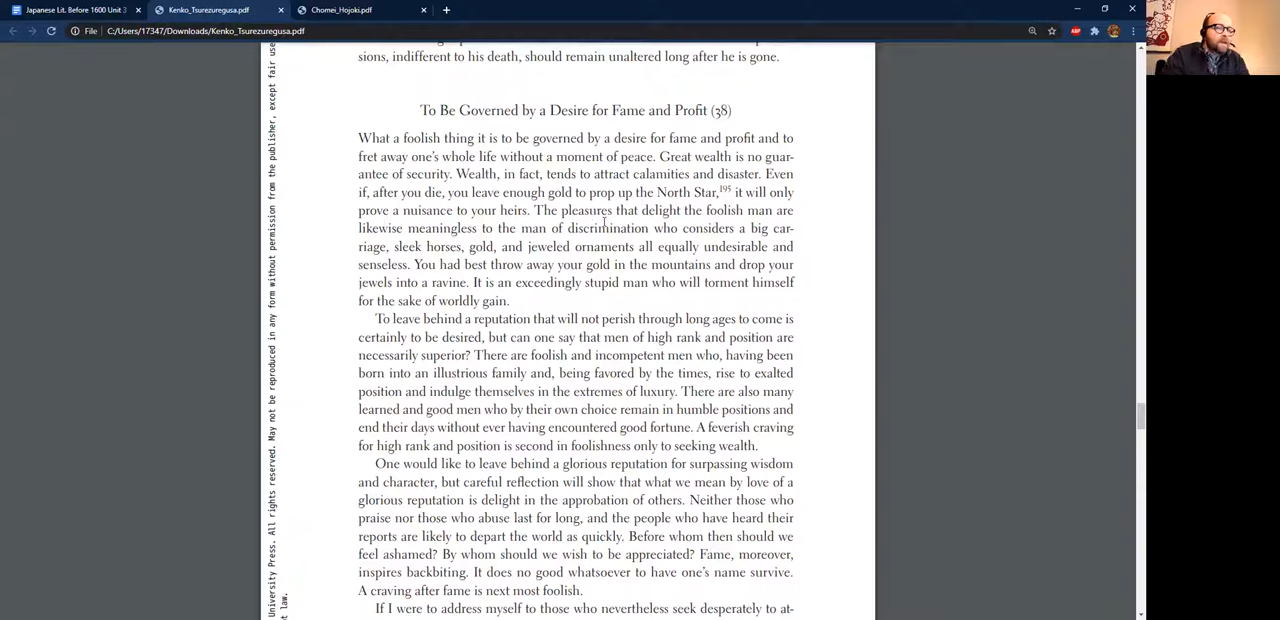 Japanese Lit. Before 1600 Unit 3
Kenko_Tsurezuregusa.pdf
Chomei_Hojoki.pdf
File
C:/Users/17347/Downloads/Kenko_Tsurezuregusa.pdf
ABP
University Press. All rights reserved. May not be reproduced in any form without permission from the publisher, except fair use
t law.
sions, indifferent to his death, should remain unaltered long after he is gone.
To Be Governed by a Desire for Fame and Profit (38)
What a foolish thing it is to be governed by a desire for fame and profit and to
fret away one's whole life without a moment of peace. Great wealth is no guar-
antee of security. Wealth, in fact, tends to attract calamities and disaster. Even
if, after you die, you leave enough gold to prop up the North Star,195 it will only
prove a nuisance to your heirs. The pleasures that delight the foolish man are
likewise meaningless to the man of discrimination who considers a big car-
riage, sleek horses, gold, and jeweled ornaments all equally undesirable and
senseless. You had best throw away your gold in the mountains and drop your
jewels into a ravine. It is an exceedingly stupid man who will torment himself
for the sake of worldly gain.
To leave behind a reputation that will not perish through long ages to come is
certainly to be desired, but can one say that men of high rank and position are
necessarily superior? There are foolish and incompetent men who, having been
born into an illustrious family and, being favored by the times, rise to exalted
position and indulge themselves in the extremes of luxury. There are also many
learned and good men who by their own choice remain in humble positions and
end their days without ever having encountered good fortune. A feverish craving
for high rank and position is second in foolishness only to seeking wealth.
One would like to leave behind a glorious reputation for surpassing wisdom
and character, but careful reflection will show that what we mean by love of a
glorious reputation is delight in the approbation of others. Neither those who
praise nor those who abuse last for long, and the people who have heard their
reports are likely to depart the world as quickly. Before whom then should we
feel ashamed? By whom should we wish to be appreciated? Fame, moreover,
inspires backbiting. It does no good whatsoever to have one's name survive.
A craving after fame is next most foolish.
If I were to address myself to those who nevertheless seek desperately to at-